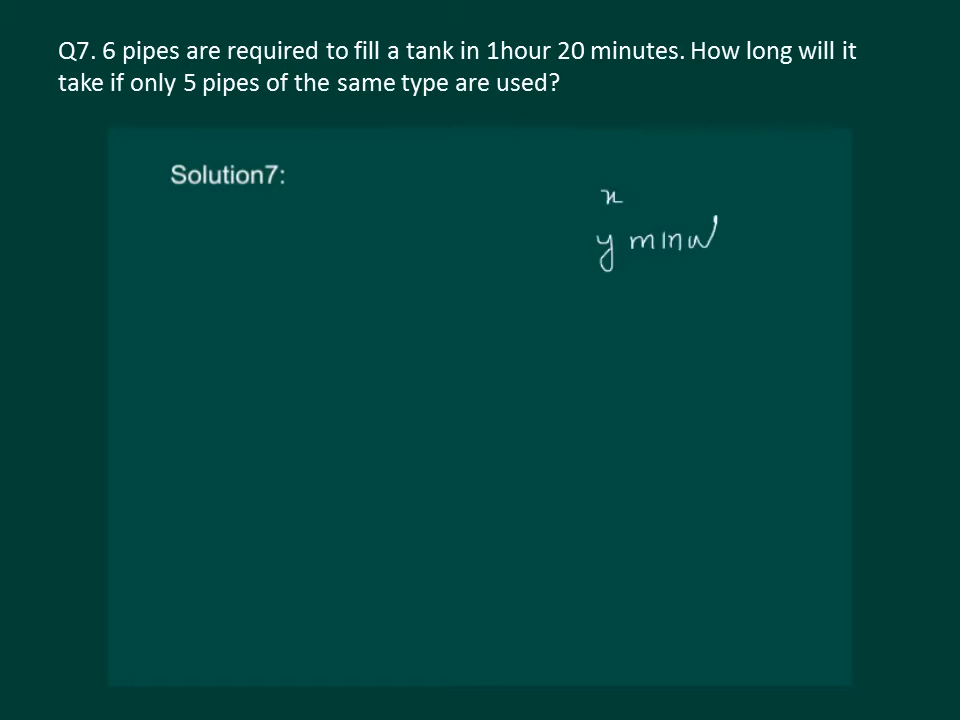 Q7. 6 pipes are required to fill a tank in 1hour 20 minutes. How long will it
take if only 5 pipes of the same type are used?
Solution7:
x
y minu